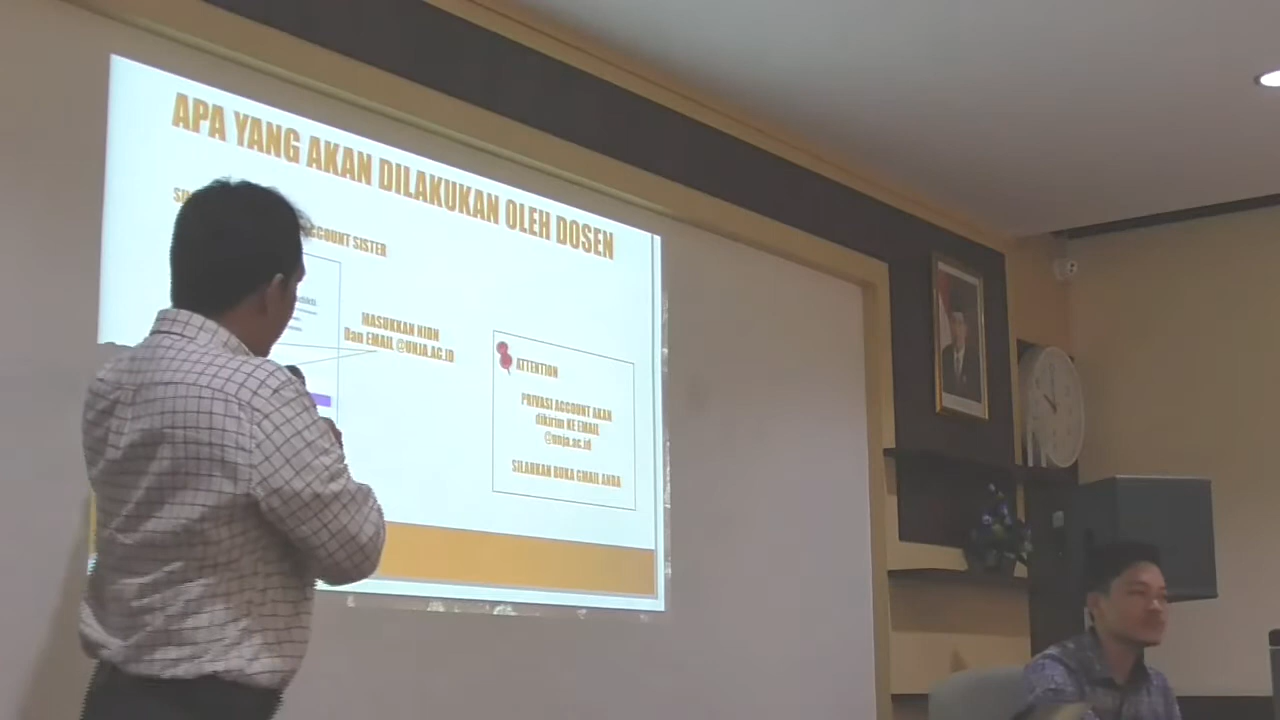 APA YANG AKAN DILAKUKAN OLEH DOSEN
ACCOUNT SISTER
MASUKKAN NIDN
Dan EMAIL @UNJA.AC.ID
ATTENTION
PRIVASI ACCOUNT AKAN
dikirim KE EMAIL
@unja.ac.id
SILAHKAN BUKA GMAIL ANDA